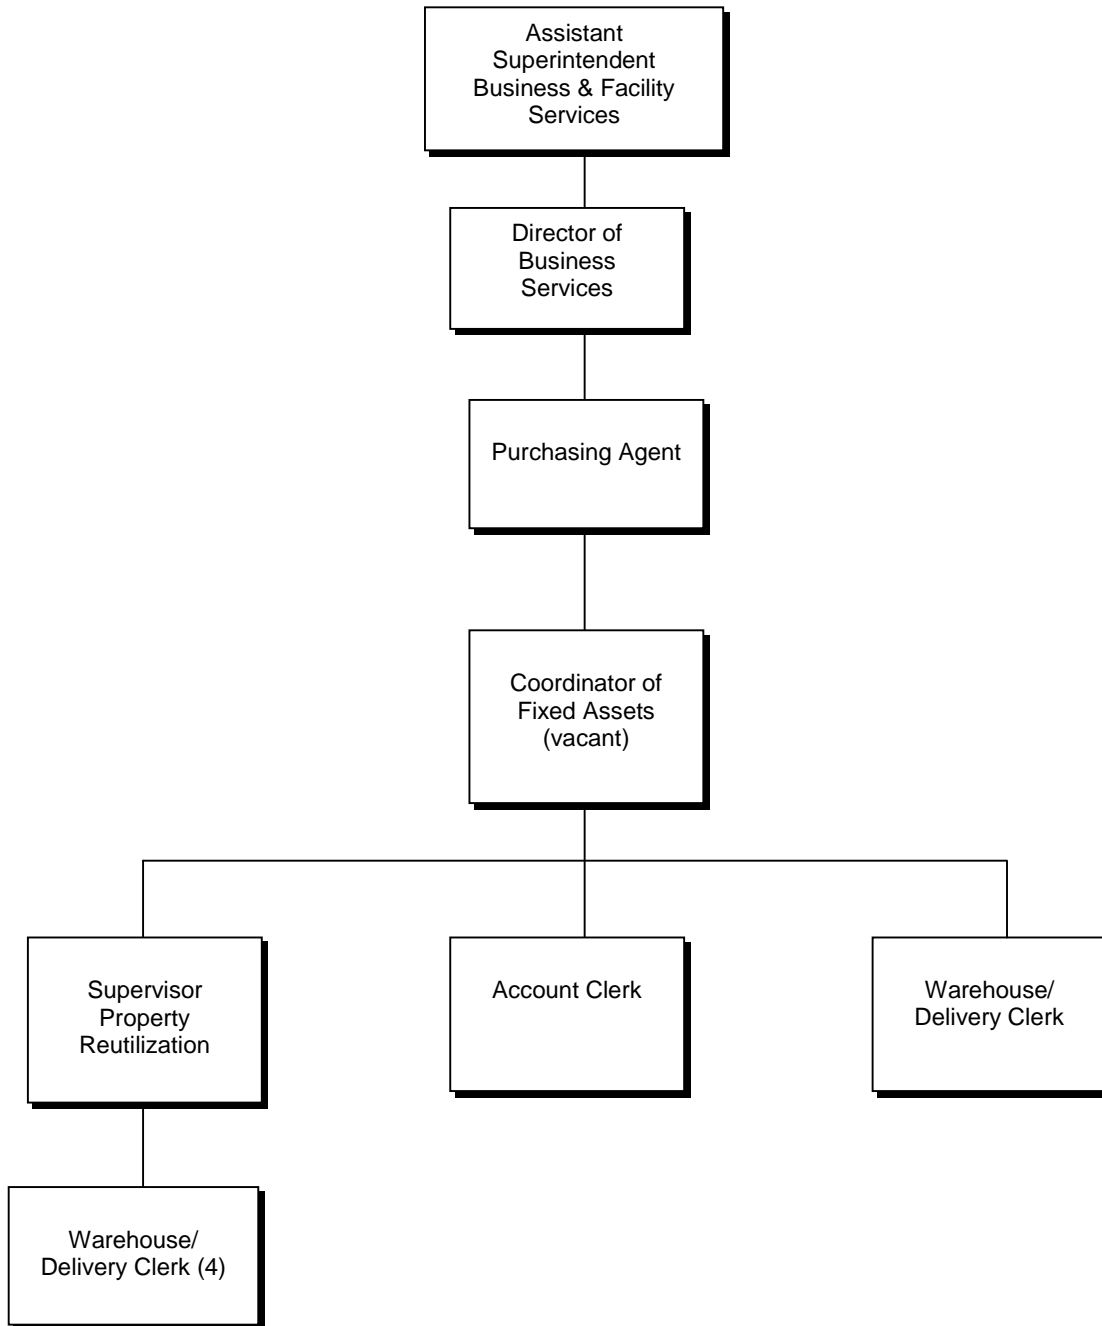 Assistant
Superintendent
Business & Facility
Services
Director of
Business
Services
Purchasing Agent
Coordinator of
Fixed Assets
(vacant)
Supervisor
Property
Reutilization
Account Clerk
Warehouse/
Delivery Clerk
Warehouse/
Delivery Clerk (4)